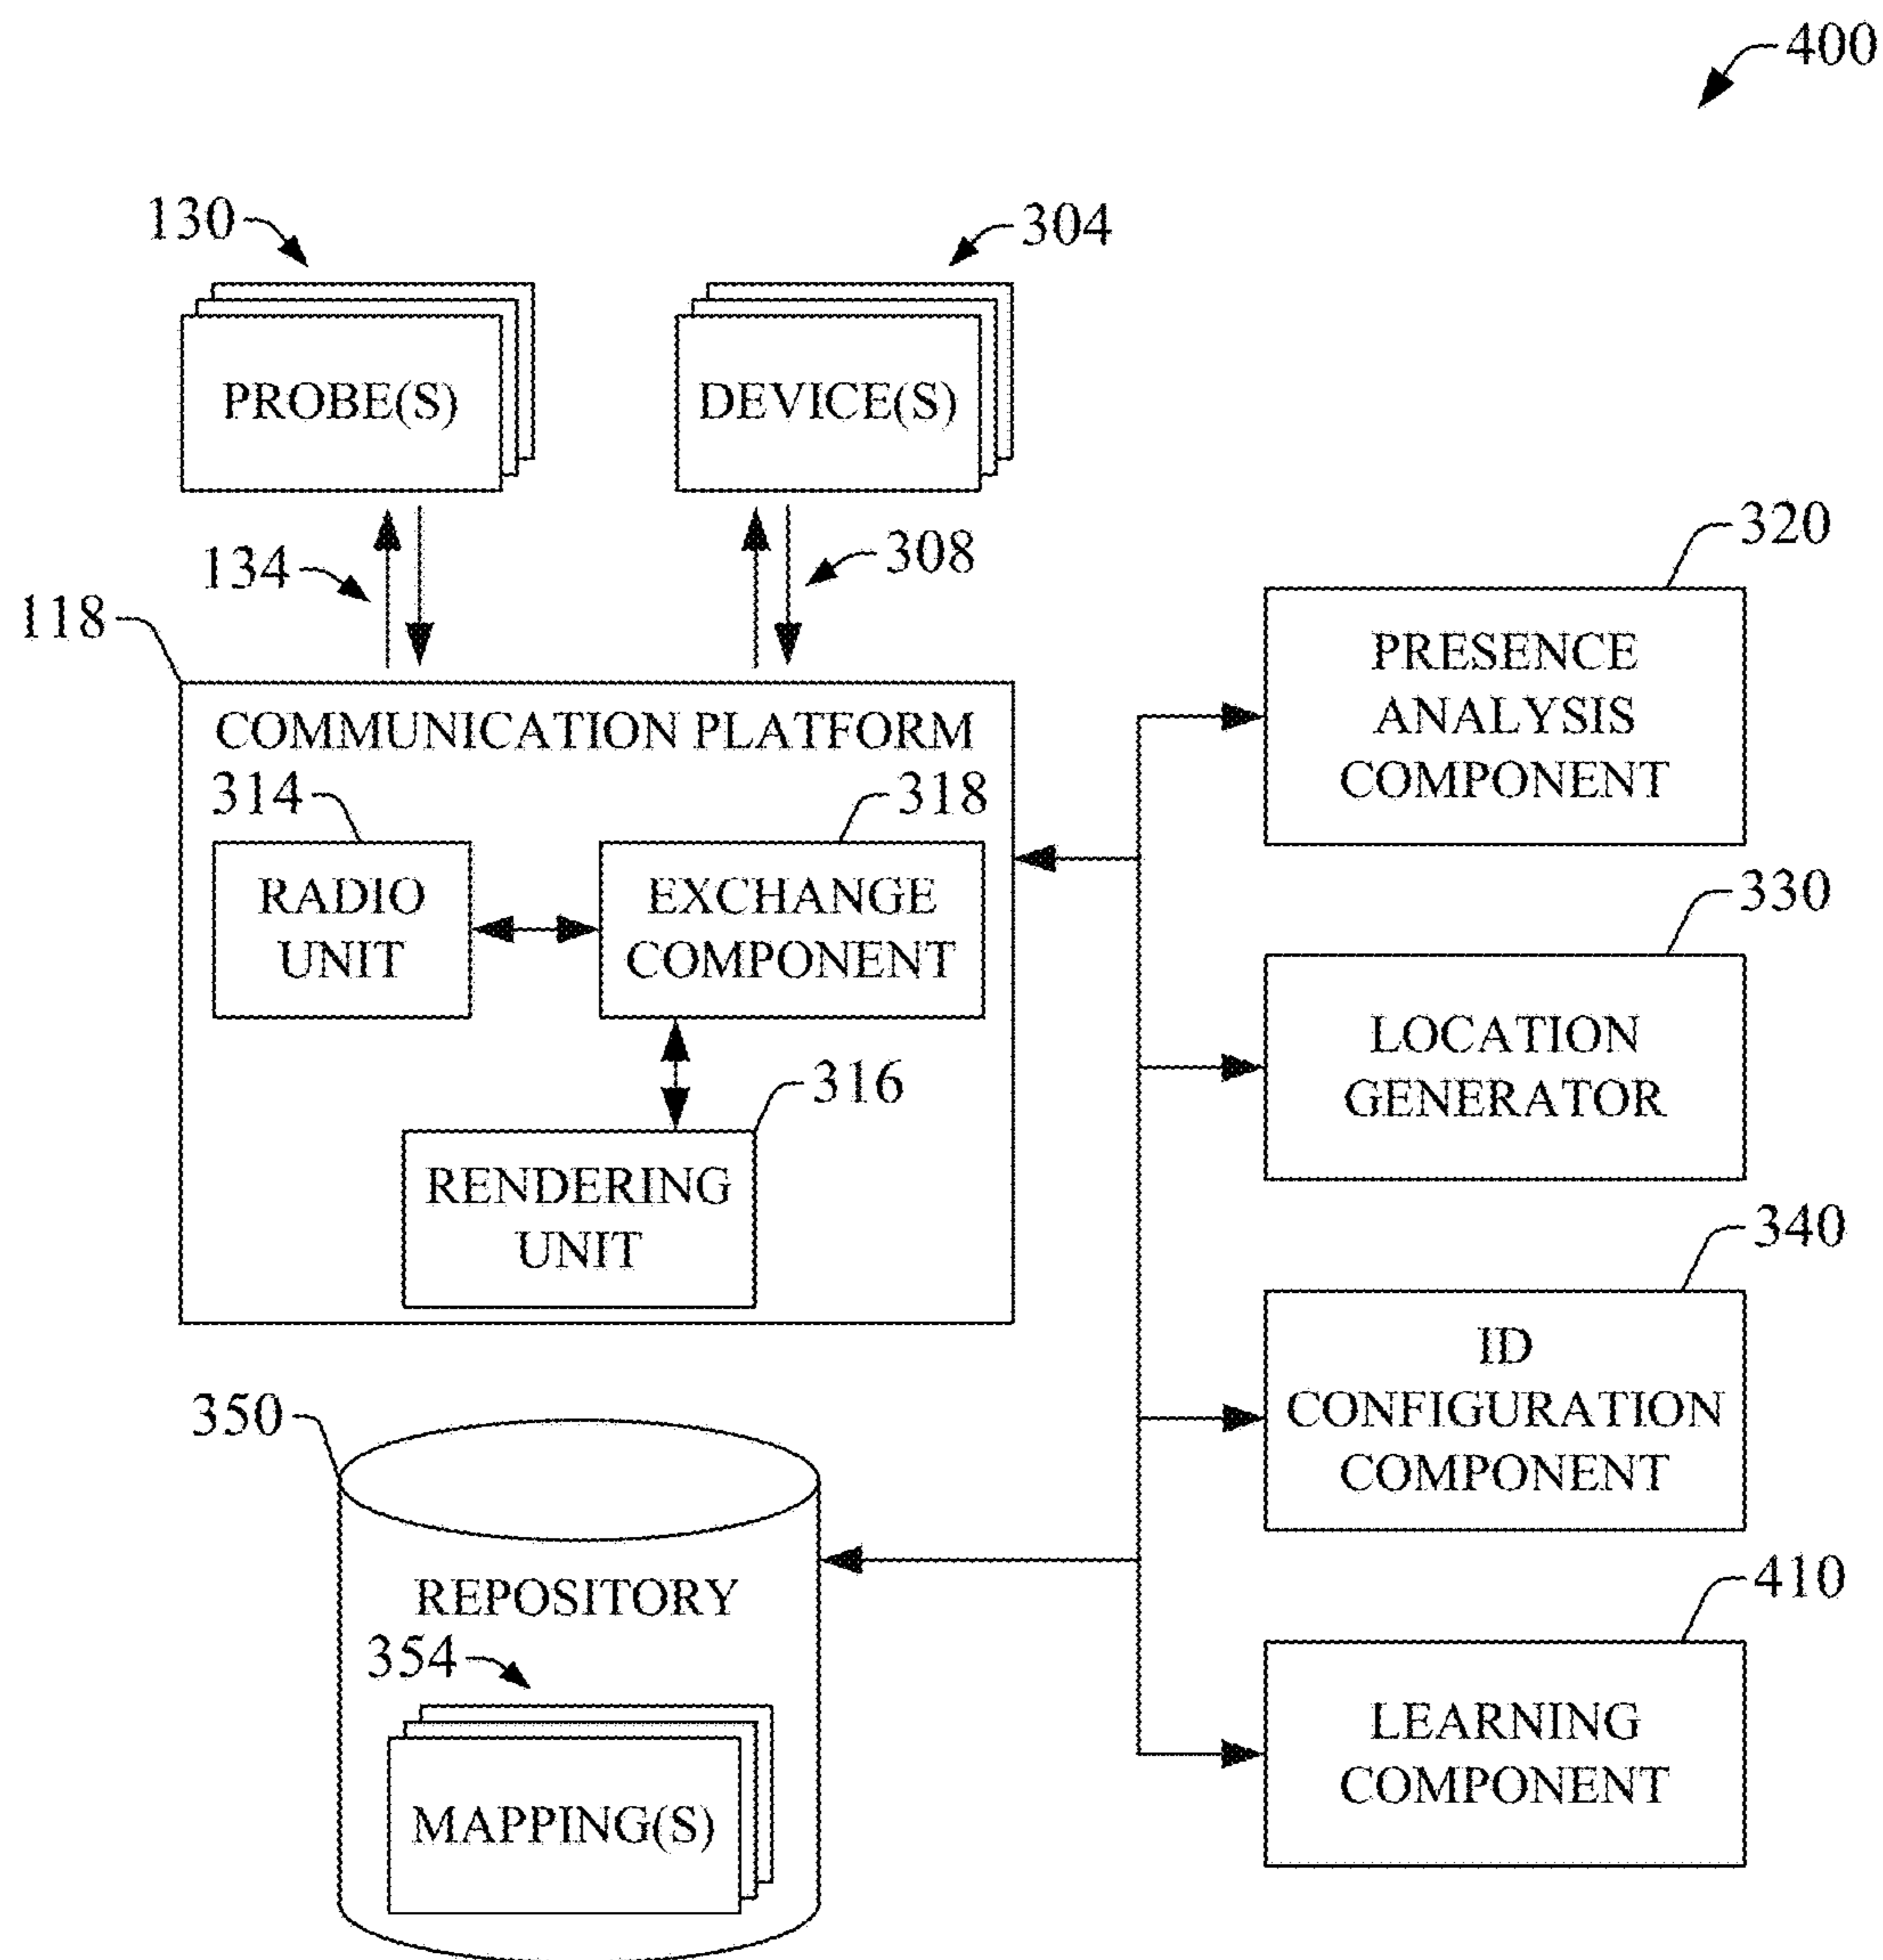 400
130
304
PROBE(S)
DEVICE(S)
134
308
118
COMMUNICATION PLATFORM
314
318
RADIO
UNIT
EXCHANGE
COMPONENT
316
RENDERING
UNIT
320
PRESENCE
ANALYSIS
COMPONENT
330
LOCATION
GENERATOR
340
ID
CONFIGURATION
COMPONENT
350
REPOSITORY
354
MAPPING(S)
410
LEARNING
COMPONENT